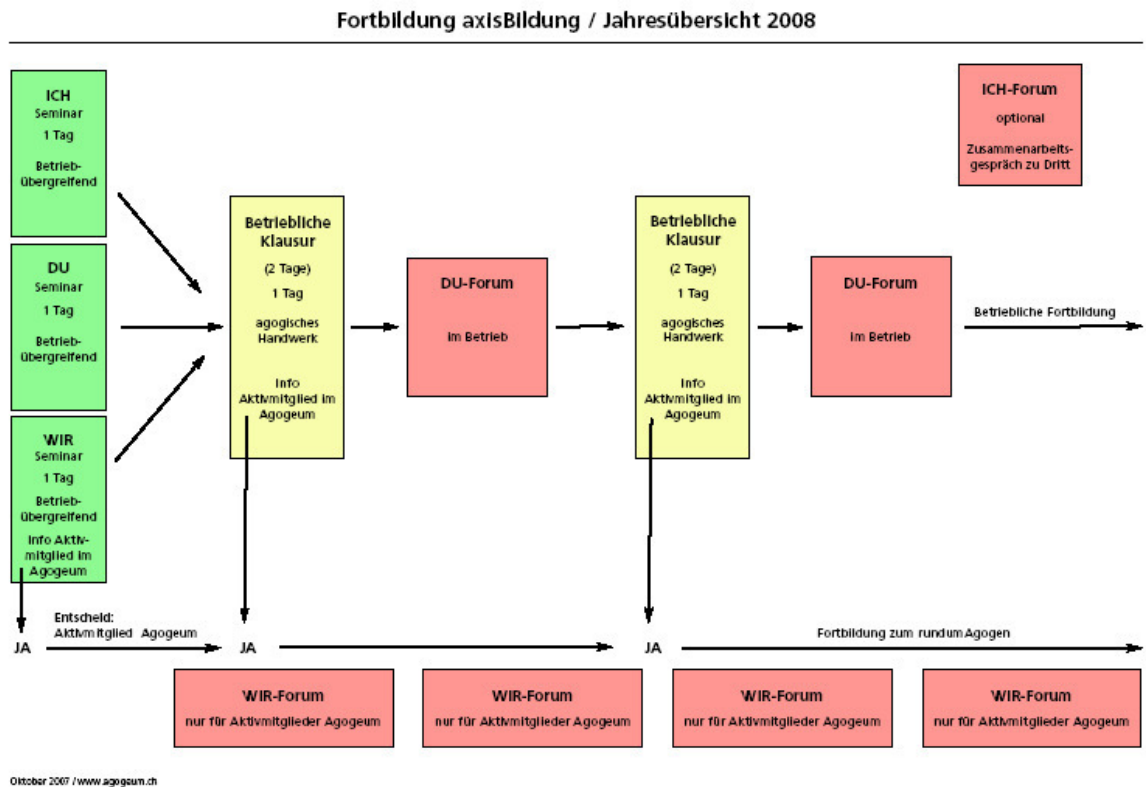 Fortbildung axisBildung / Jahresübersicht 2008
ICH
Seminar
1 Tag
Betrieb-
übergreifend
DU
Seminar
1 Tag
Betrieb-
übergreifend
WIR
Seminar
1 Tag
Betrieb-
übergreifend
Info Aktiv-
mitglied im
Agogeum
Betriebliche
Klausur
(2 Tage)
1 Tag
agogisches
Handwerk
Info
Aktivmitglied im
Agogeum
DU-Forum
im Betrieb
Betriebliche
Klausur
(2 Tage)
1 Tag
agogisches
Handwerk
Info
Aktivmitglied im
Agogeum
DU-Forum
im Betrieb
ICH-Forum
optional
Zusammenarbeits-
gespräch zu Dritt
Betriebliche Fortbildung
JA
Entscheid:
Aktivmitglied Agogeum
JA
JA
Fortbildung zum rundumAgogen
WIR-Forum
nur für Aktivmitglieder Agogeum
WIR-Forum
nur für Aktivmitglieder Agogeum
WIR-Forum
nur für Aktivmitglieder Agogeum
WIR-Forum
nur für Aktivmitglieder Agogeum
Oktober 2007 / www.agogeum.ch